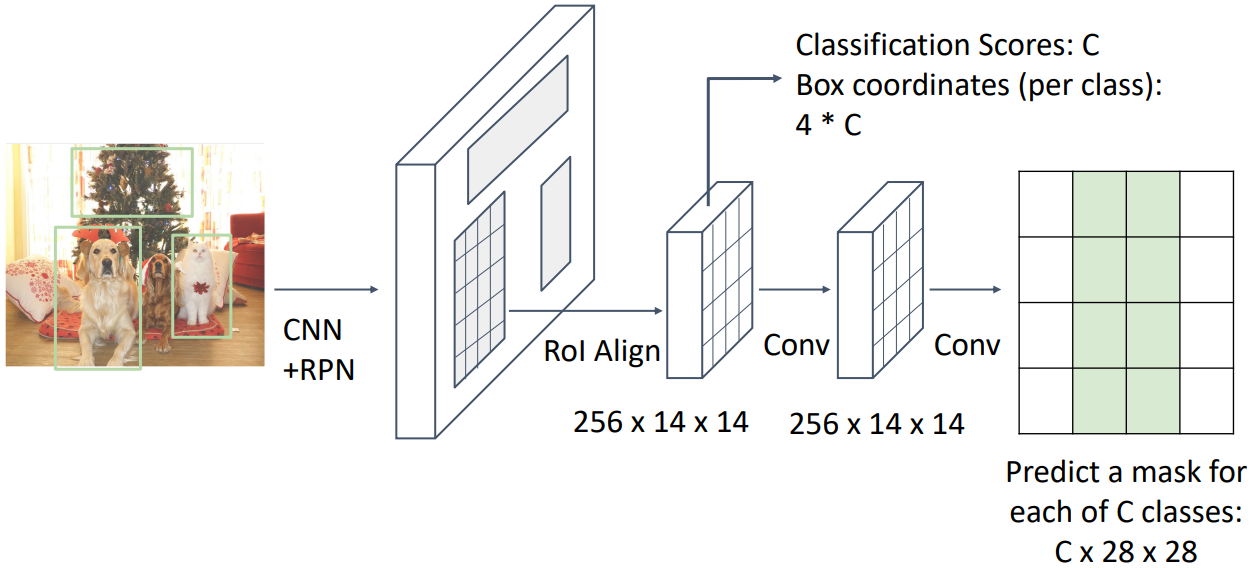 Classification Scores: C
Box coordinates (per class):
4 * C
CNN
+RPN
RoI Align
Conv
Conv
256 x 14 x 14
256 x 14 x 14
Predict a mask for
each of C classes:
C x 28 x 28